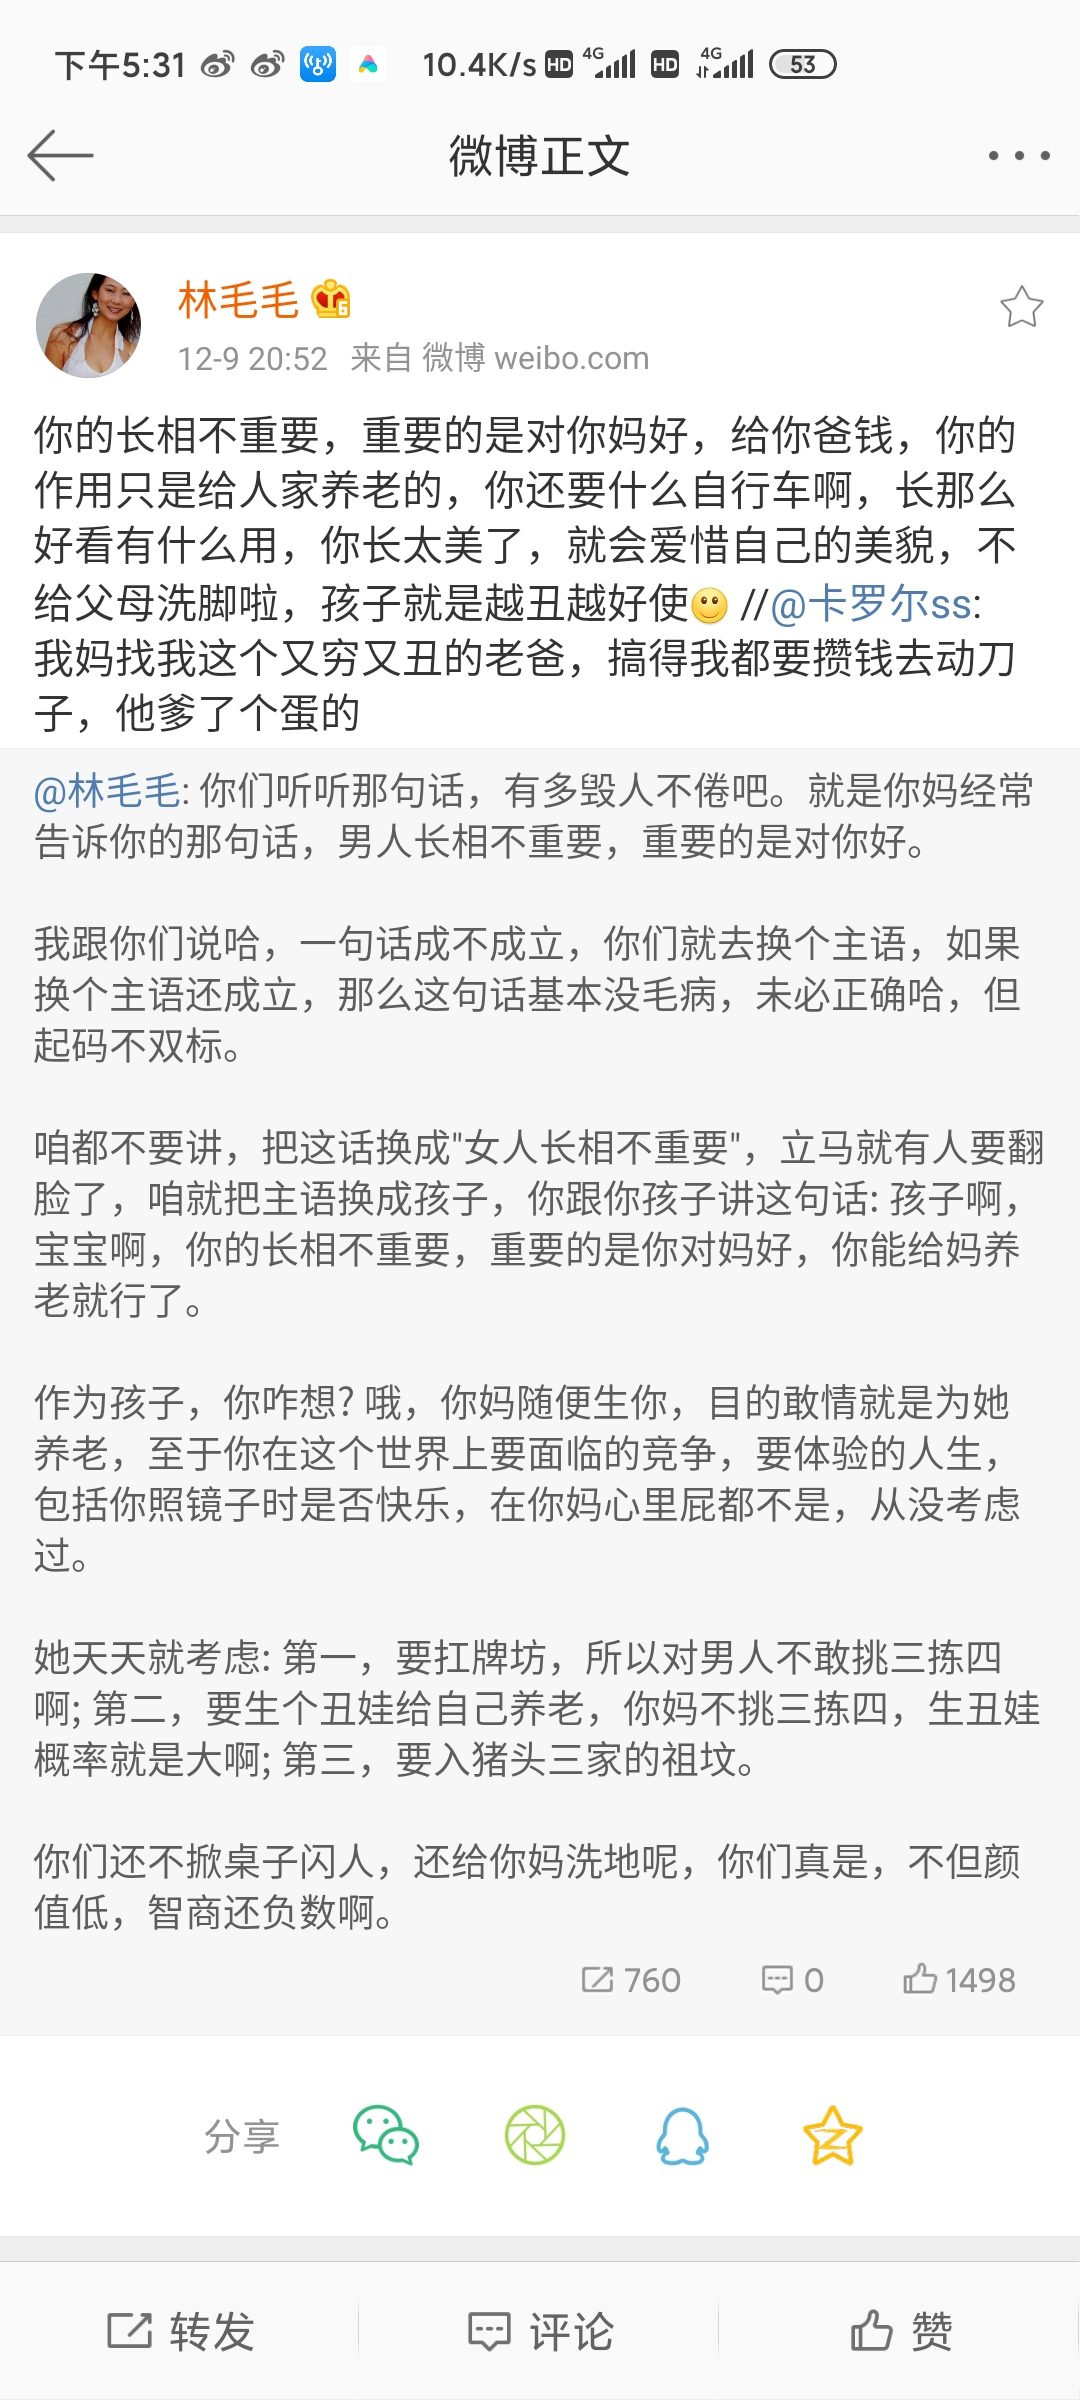 下午5:31 10.4K/s HD 4G HD 4G 53
微博正文
林毛毛
6
12-9 20:52 来自 微博 weibo.com
你的长相不重要，重要的是对你妈好，给你爸钱，你的
作用只是给人家养老的，你还要什么自行车啊，长那么
好看有什么用，你长太美了，就会爱惜自己的美貌，不
给父母洗脚啦，孩子就是越丑越好使 //@卡罗尔ss:
我妈找我这个又穷又丑的老爸，搞得我都要攒钱去动刀
子，他爹了个蛋的
@林毛毛: 你们听听那句话，有多毁人不倦吧。就是你妈经常
告诉你的那句话，男人长相不重要，重要的是对你好。
我跟你们说哈，一句话成不成立，你们就去换个主语，如果
换个主语还成立，那么这句话基本没毛病，未必正确哈，但
起码不双标。
咱都不要讲，把这话换成"女人长相不重要"，立马就有人要翻
脸了，咱就把主语换成孩子，你跟你孩子讲这句话: 孩子啊，
宝宝啊，你的长相不重要，重要的是你对妈好，你能给妈养
老就行了。
作为孩子，你咋想? 哦，你妈随便生你，目的敢情就是为她
养老，至于你在这个世界上要面临的竞争，要体验的人生，
包括你照镜子时是否快乐，在你妈心里屁都不是，从没考虑
过。
她天天就考虑: 第一，要扛牌坊，所以对男人不敢挑三拣四
啊; 第二，要生个丑娃给自己养老，你妈不挑三拣四，生丑娃
概率就是大啊; 第三，要入猪头三家的祖坟。
你们还不掀桌子闪人，还给你妈洗地呢，你们真是，不但颜
值低，智商还负数啊。
760 0 1498
分享
转发 评论 赞